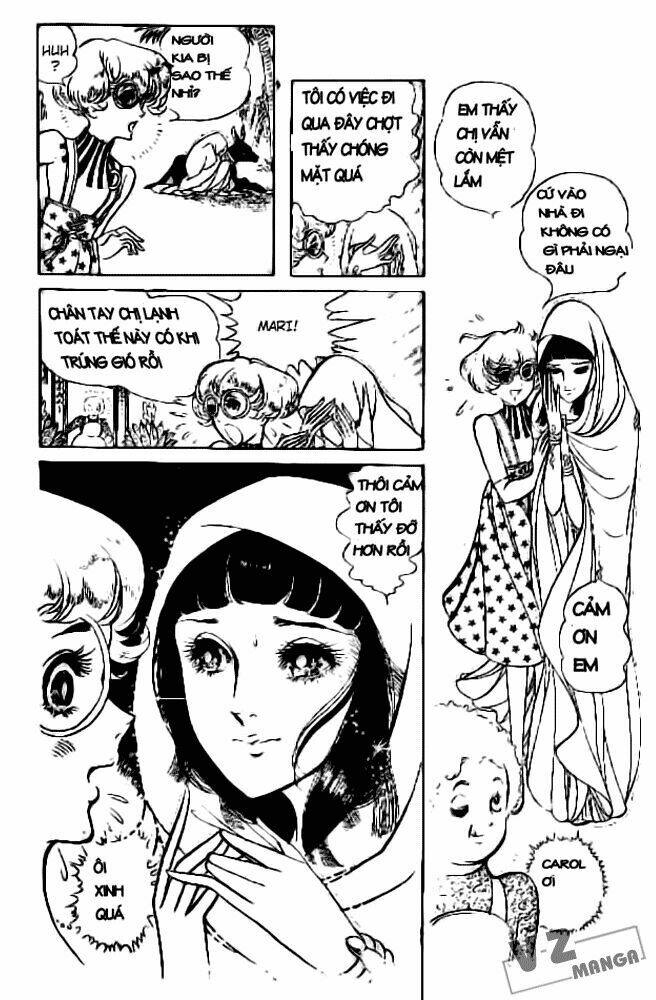 HUH
?
NGƯỜI
KIA BỊ
SAO THẾ
NHỈ?
TÔI CÓ VIỆC ĐI
QUA ĐÂY CHỢT
THẤY CHÓNG
MẶT QUÁ
CHÂN TAY CHỊ LẠNH
TOÁT THẾ NÀY CÓ KHI
TRÚNG GIÓ RỒI
MARI!
THÔI CẢM
ƠN TÔI
THẤY ĐỠ
HƠN RỒI
ÔI
XINH
QUÁ
EM THẤY
CHỊ VẪN
CÒN MỆT
LẮM
CỨ VÀO
NHÀ ĐI
KHÔNG CÓ
GÌ PHẢI NGẠI
ĐÂU
CẢM
ƠN
EM
CAROL
ƠI
V-Z
MANGA